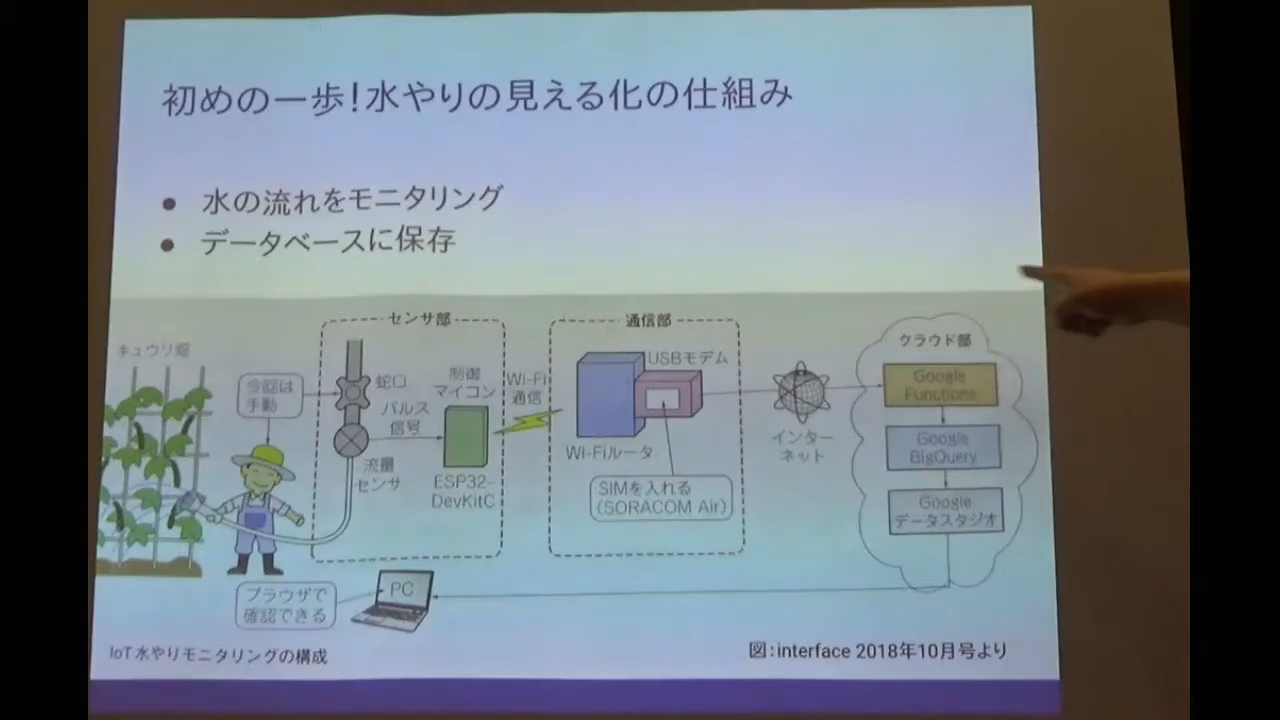 初めの一歩！水やりの見える化の仕組み
● 水の流れをモニタリング
● データベースに保存
センサ部
通信部
クラウド部
キュウリ畑
今回は
手動
蛇口
パルス
信号
制御
マイコン
流量
センサ
ESP32-
DevKitC
Wi-Fi
通信
USBモデム
Wi-Fiルータ
SIMを入れる
(SORACOM Air)
インター
ネット
Google
Functions
Google
BigQuery
Google
データスタジオ
ブラウザで
確認できる
PC
IoT水やりモニタリングの構成
図：interface 2018年10月号より